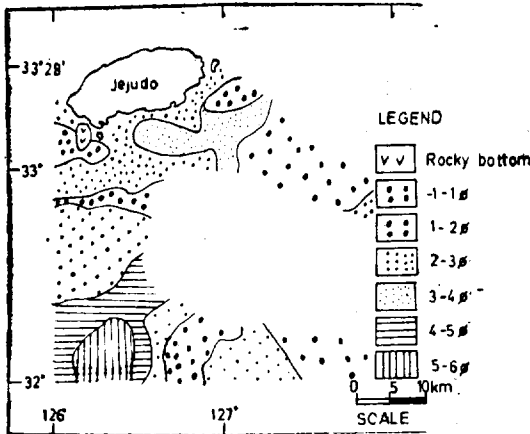 33°28'
Jejudo
33°
32°
126°
127°
LEGEND
v v Rocky bottom
-1-1ø
1-2ø
2-3ø
3-4ø
4-5ø
5-6ø
0 5 10km
SCALE